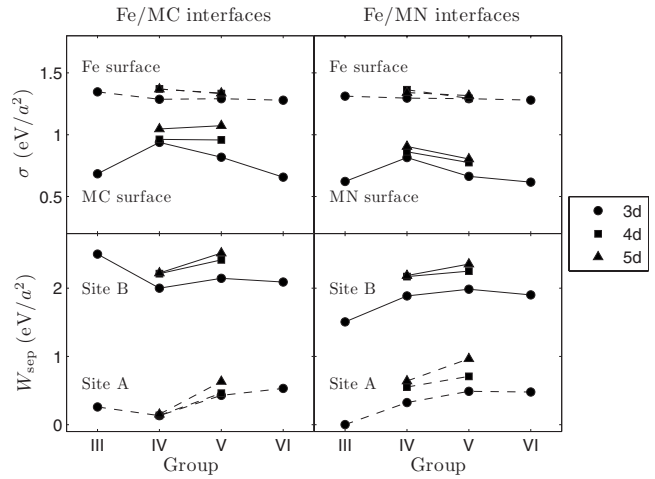 Fe/MC interfaces
Fe/MN interfaces
σ (eV/a²)
1.5
1
0.5
Fe surface
MC surface
Fe surface
MN surface
3d
4d
5d
W_sep (eV/a²)
2
1
0
Site B
Site A
Site B
Site A
III IV V VI
III IV V VI
Group
Group